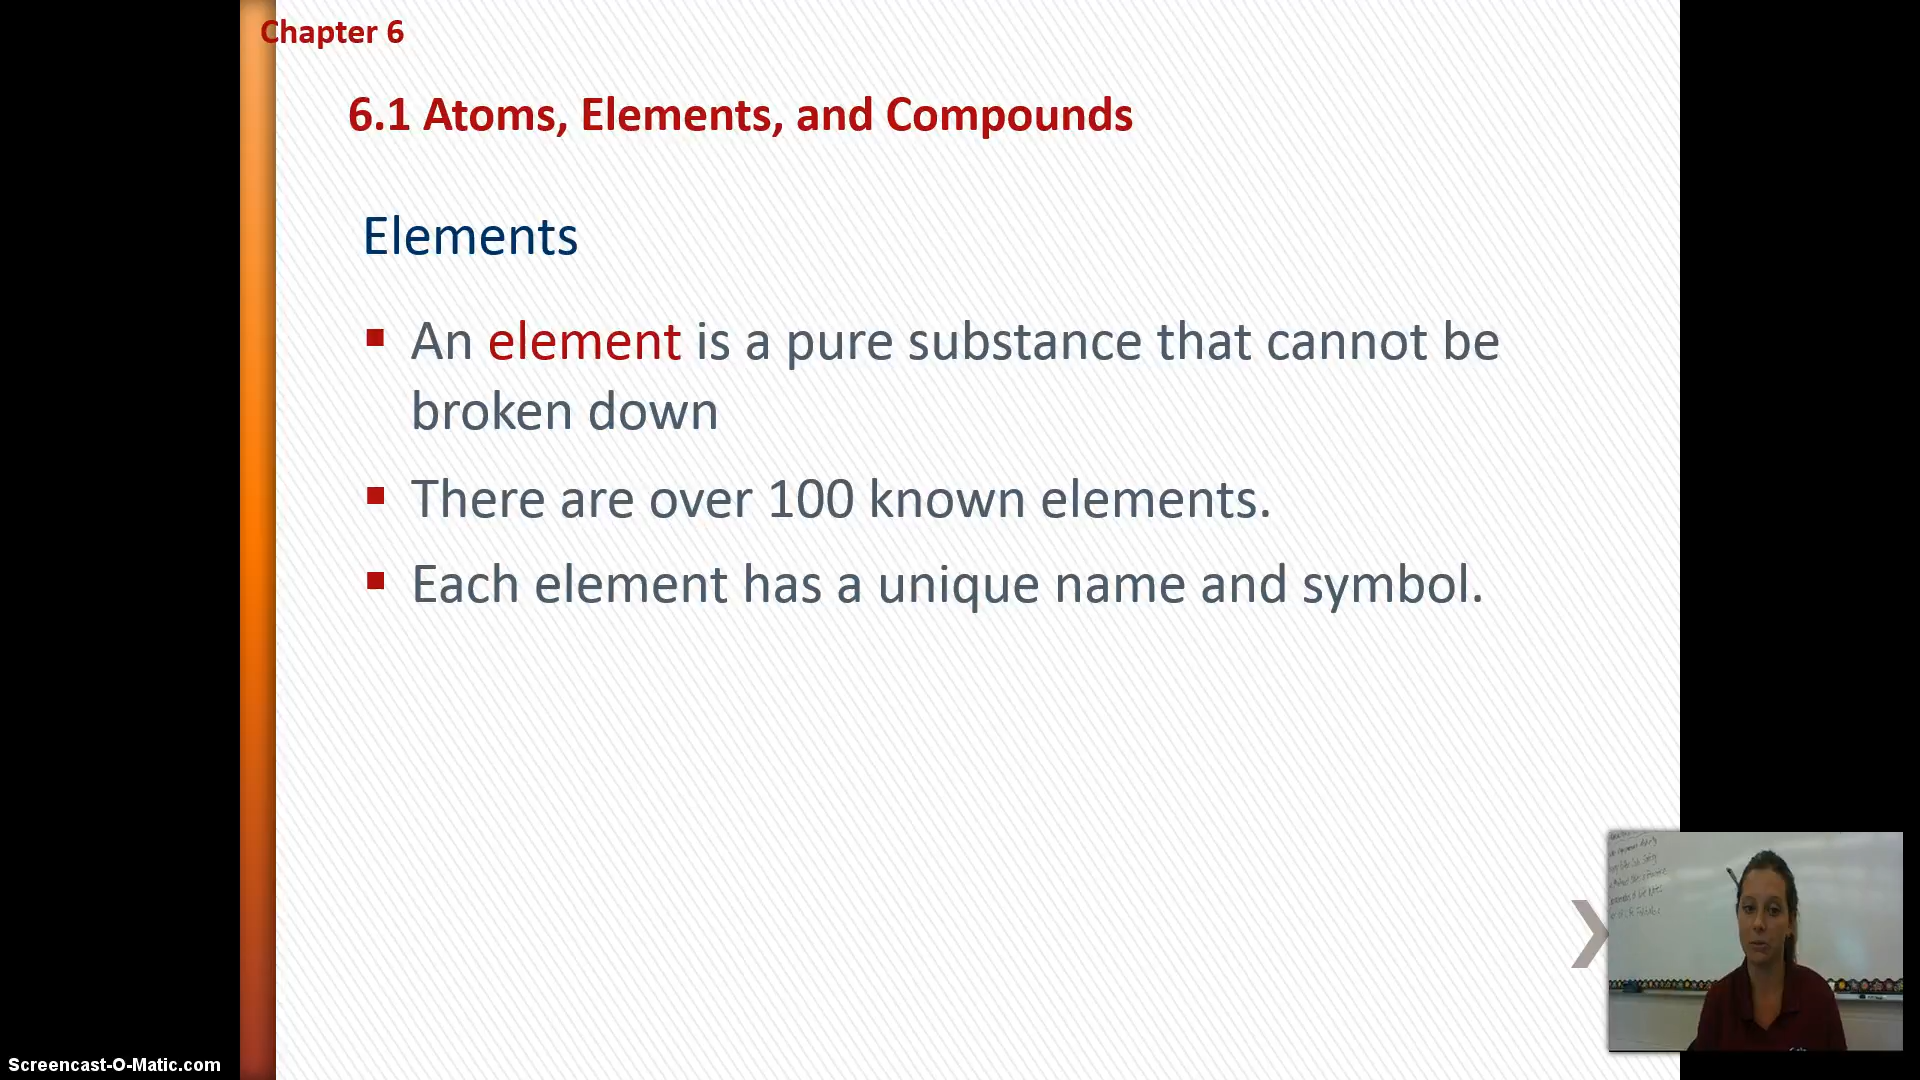 Chapter 6
6.1 Atoms, Elements, and Compounds
Elements
An element is a pure substance that cannot be
broken down
There are over 100 known elements.
Each element has a unique name and symbol.
Screencast-O-Matic.com